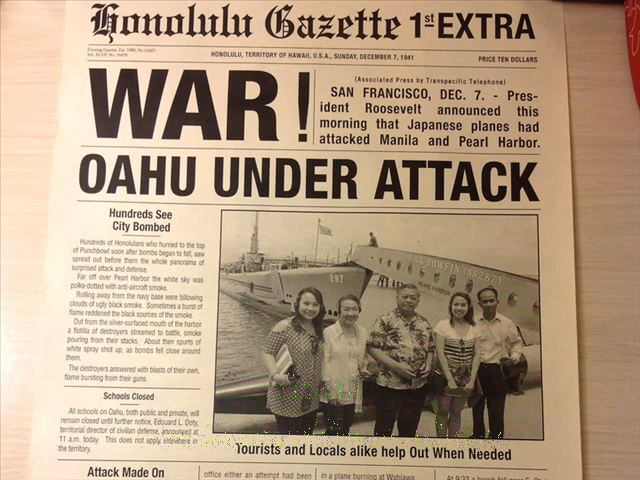 Honolulu Gazette 1st EXTRA
HONOLULU, TERRITORY OF HAWAII, U.S.A., SUNDAY, DECEMBER 7, 1941
PRICE TEN DOLLARS
WAR!
(Associated Press by Transpacific Telephone)
SAN FRANCISCO, DEC. 7. - Pres-
ident Roosevelt announced this
morning that Japanese planes had
attacked Manila and Pearl Harbor.
OAHU UNDER ATTACK
Hundreds See
City Bombed
Hundreds of Honolulans who hurried to the top
of Punchbowl soon after bombs began to fall, saw
spread out before them the whole panorama of
surprised attack and defense.
Far off over Pearl Harbor the white sky was
polka-dotted with anti-aircraft smoke.
Rolling away from the navy base were billowing
clouds of ugly black smoke. Sometimes a burst of
flame reddened the black sources of the smoke.
Out from the silver-surfaced mouth of the harbor
a flotilla of destroyers streamed to battle, smoke
pouring from their stacks. About then spurts of
white spray shot up, as bombs fell close around
them.
The destroyers answered with blasts of their own,
flame bursting from their guns.
Schools Closed
All schools on Oahu, both public and private, will
remain closed until further notice, Edouard L. Doty,
territorial director of civilian defense, announced at
11 a.m. today. This does not apply elsewhere in
the territory.
Attack Made On
287
U.S.S. BOWFIN (SS287)
PEARL HARBOR
Tourists and Locals alike help Out When Needed
office either an attempt had been
in a plane burning at Wahiawa